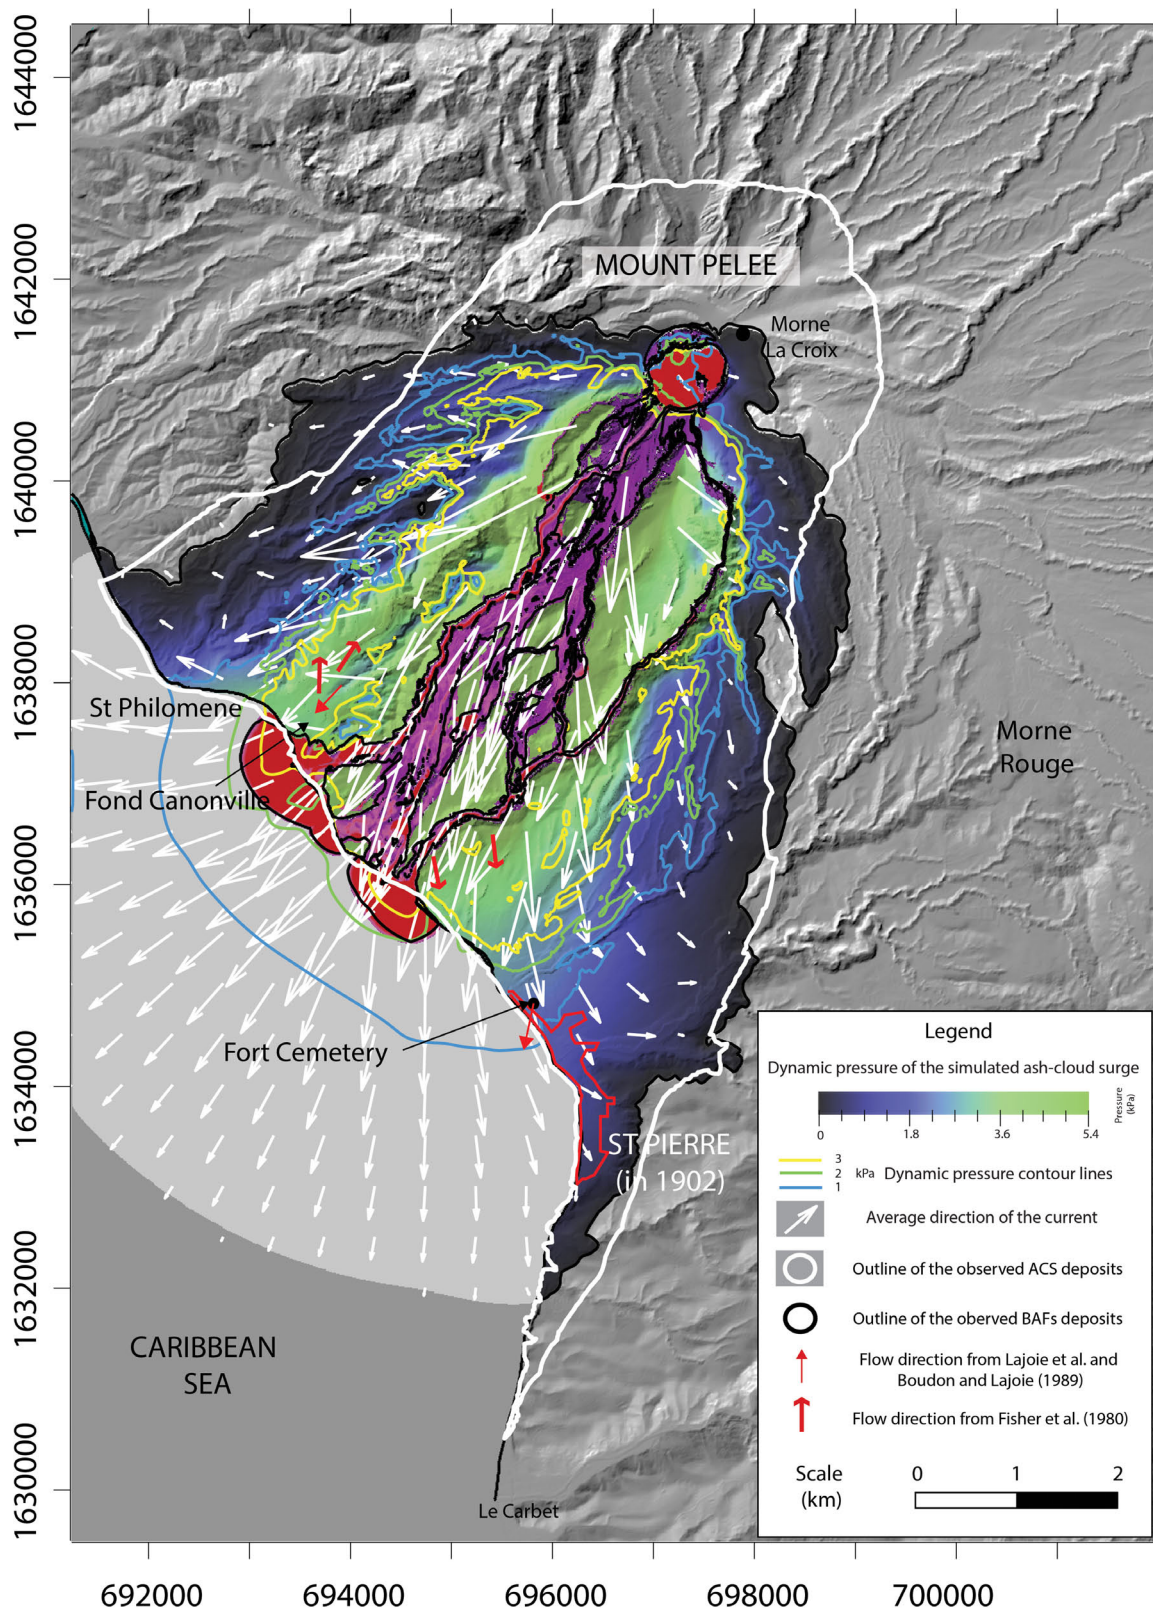 1644000
1642000
1640000
1638000
1636000
1634000
1632000
1630000
MOUNT PELEE
Morne
La Croix
St Philomene
Fond Canonville
Morne
Rouge
Fort Cemetery
ST PIERRE
(in 1902)
CARIBBEAN
SEA
Le Carbet
Legend
Dynamic pressure of the simulated ash-cloud surge
0 1.8 3.6 5.4
Pressure
(kPa)
3
2 kPa Dynamic pressure contour lines
1
Average direction of the current
Outline of the observed ACS deposits
Outline of the oberved BAFs deposits
Flow direction from Lajoie et al. and
Boudon and Lajoie (1989)
Flow direction from Fisher et al. (1980)
Scale
(km)
0 1 2
692000 694000 696000 698000 700000